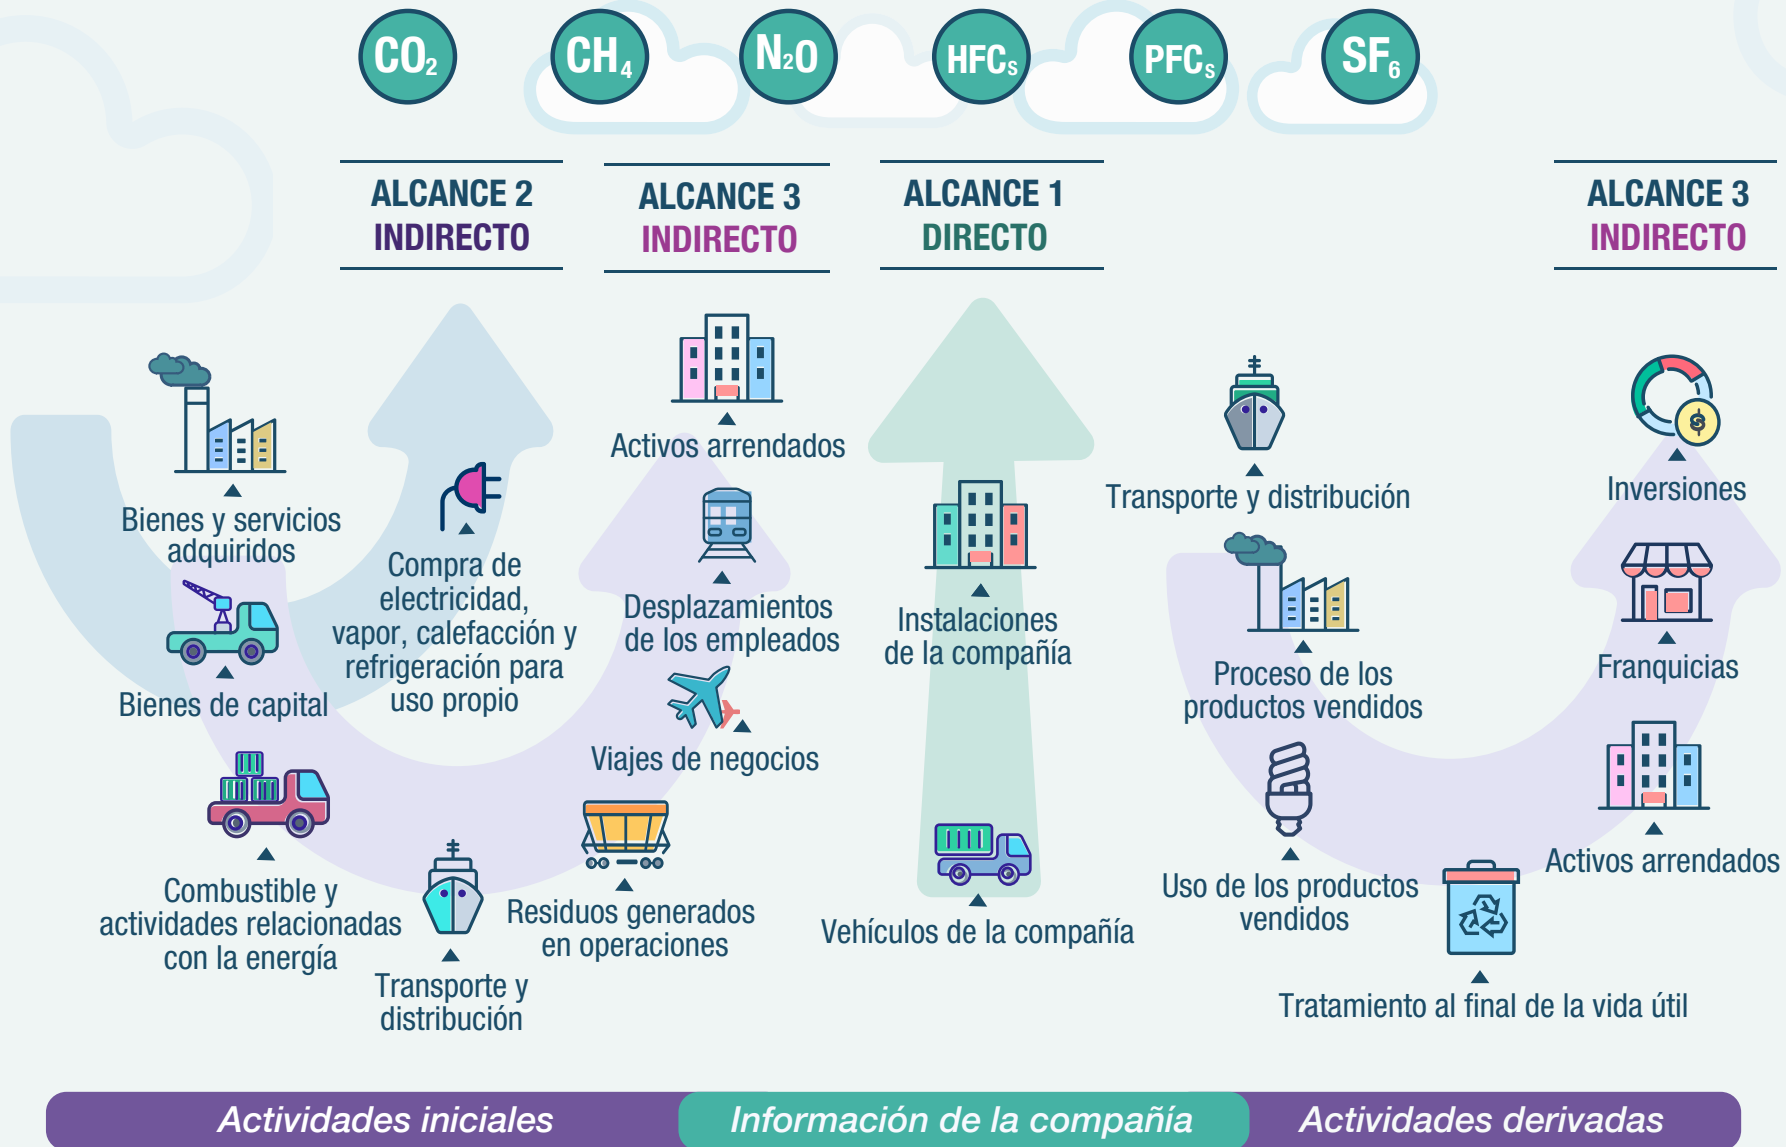 CO₂
CH₄
N₂O
HFCs
PFCs
SF₆
ALCANCE 2
INDIRECTO
ALCANCE 3
INDIRECTO
ALCANCE 1
DIRECTO
ALCANCE 3
INDIRECTO
Bienes y servicios
adquiridos
Bienes de capital
Combustible y
actividades relacionadas
con la energía
Transporte y
distribución
Compra de
electricidad,
vapor, calefacción y
refrigeración para
uso propio
Activos arrendados
Desplazamientos
de los empleados
Viajes de negocios
Residuos generados
en operaciones
Instalaciones
de la compañía
Vehículos de la compañía
Transporte y distribución
Proceso de los
productos vendidos
Uso de los productos
vendidos
Tratamiento al final de la vida útil
Inversiones
$
Franquicias
Activos arrendados
Actividades iniciales
Información de la compañía
Actividades derivadas